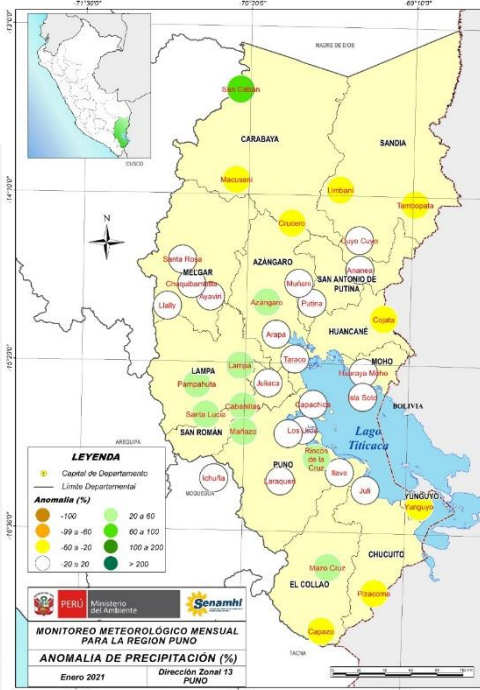 -71°30'0"
-70°20'0"
-69°10'0"
-13°0'0"
MADRE DE DIOS
San Gabán
CUSCO
CARABAYA
SANDIA
-14°10'0"
Macusani
Limbani
Tambopata
Crucero
N
Cuyo Cuyo
Santa Rosa
AZÁNGARO
Ananea
MELGAR
Chuquibambilla
Muñani
SAN ANTONIO DE
PUTINA
Ayaviri
Llally
Azángaro
Putina
Cojata
HUANCANÉ
Arapa
-15°20'0"
Taraco
MOHO
LAMPA
Lampa
Huaraya Moho
Pampahuta
Juliaca
Isla Soto
Cabanillas
Capachica
BOLIVIA
Santa Lucia
SAN ROMÁN
Mañazo
Los Uros
Lago
Titicaca
AREQUIPA
LEYENDA
Capital de Departamento
Límite Departamental
Anomalía (%)
-100
-99 a -60
-60 a -20
-20 a 20
20 a 60
60 a 100
100 a 200
> 200
Rincón
de la
Cruz
PUNO
Ilave
Ichuña
Laraqueri
Juli
MOQUEGUA
YUNGUYO
Yunguyo
-16°30'0"
CHUCUITO
Mazo Cruz
EL COLLAO
Pizacoma
Capazo
TACNA
PERÚ
Ministerio
del Ambiente
Senamhi
MONITOREO METEOROLÓGICO MENSUAL
PARA LA REGION PUNO
ANOMALIA DE PRECIPITACIÓN (%)
Enero 2021
Dirección Zonal 13
PUNO